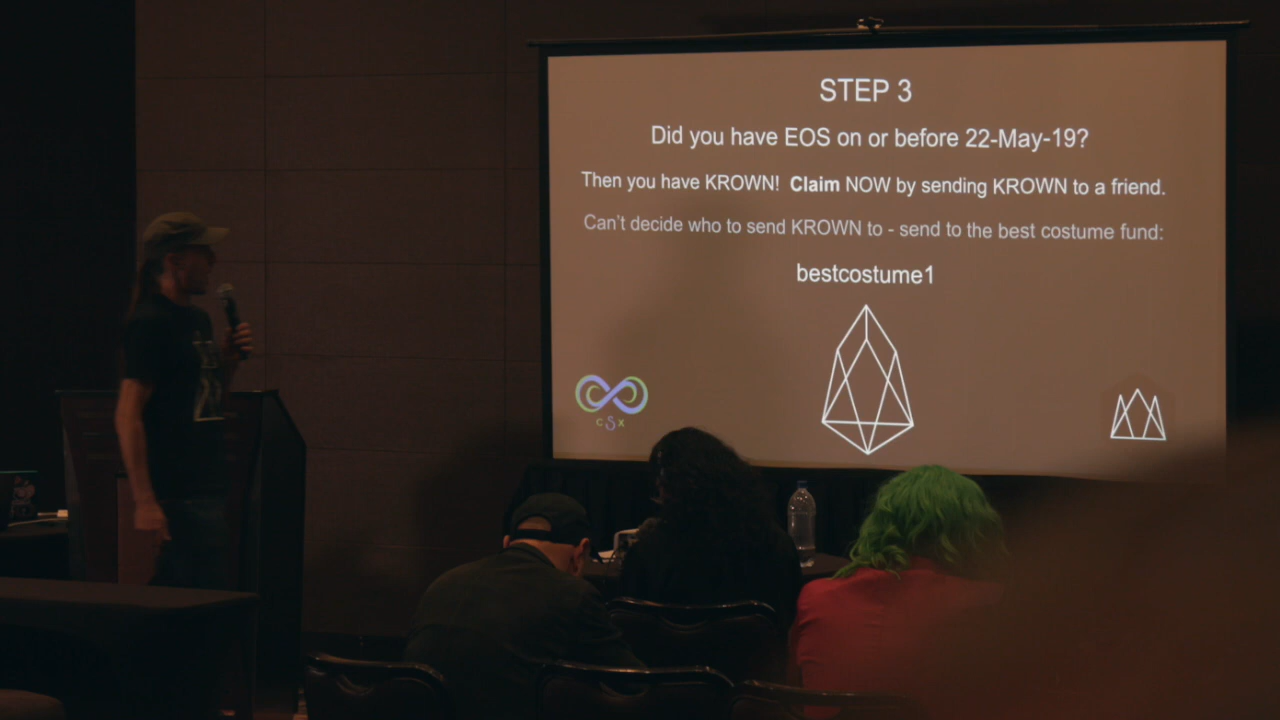 STEP 3
Did you have EOS on or before 22-May-19?
Then you have KROWN! Claim NOW by sending KROWN to a friend.
Can't decide who to send KROWN to - send to the best costume fund:
bestcostume1
CSX